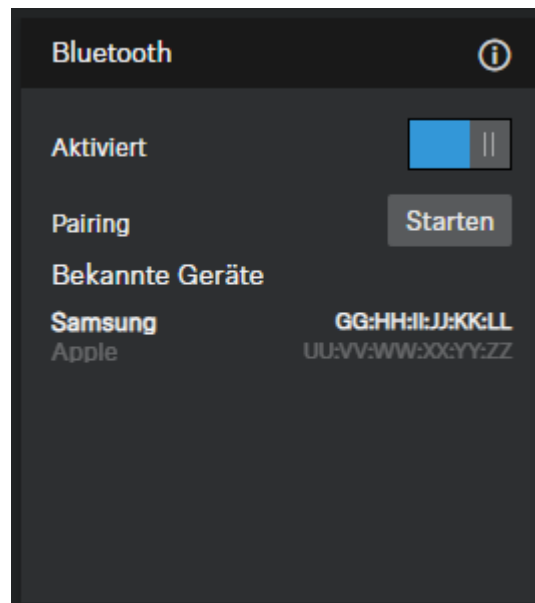 Bluetooth
Aktiviert
Pairing Starten
Bekannte Geräte
Samsung GG:HH:II:JJ:KK:LL
Apple UU:VV:WW:XX:YY:ZZ